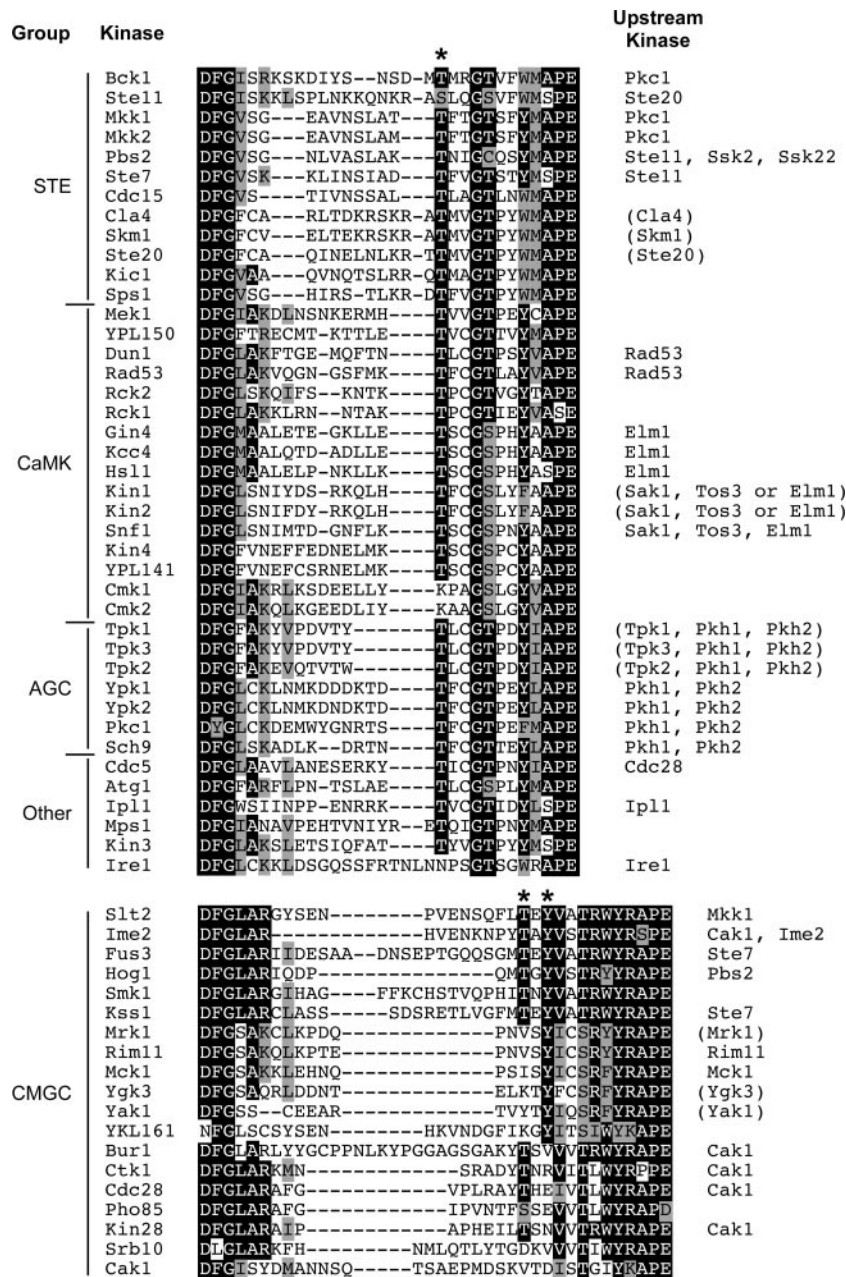 Group Kinase Upstream Kinase
*
STE
Bck1 DFGISRKSKDIYS--NSD-MTMRGTVFWMAPE Pkc1
Ste11 DFGISKKLSPLNKKQNKR-ASLQGSVFWMSPE Ste20
Mkk1 DFGVSG---EAVNSLAT---TFTGTSFYMAPE Pkc1
Mkk2 DFGVSG---EAVNSLAM---TFTGTSFYMAPE Pkc1
Pbs2 DFGVSG---NLVASLAK---TNIGCQSYMAPE Ste11, Ssk2, Ssk22
Ste7 DFGVSK---KLINSIAD---TFVGTSTYMSPE Ste11
Cdc15 DFGVS----TIVNSSAL---TLAGTLNWMAPE
Cla4 DFGFCA---RLTDKRSKR-ATMVGTPYWMAPE (Cla4)
Skm1 DFGFCV---ELTEKRSKR-ATMVGTPYWMAPE (Skm1)
Ste20 DFGFCA---QINELNLKR-TTMVGTPYWMAPE (Ste20)
Kic1 DFGVAA---QVNQTSLRR-QTMAGTPYWMAPE
Sps1 DFGVSG---HIRS-TLKR-DTFVGTPYWMAPE
CaMK
Mek1 DFGIAKDLNSNKERMH----TVVGTPEYCAPE
YPL150 DFGFTRECMT-KTTLE----TVCGTTVYMAPE
Dun1 DFGLAKFTGE-MQFTN----TLCGTPSYVAPE Rad53
Rad53 DFGLAKVQGN-GSFMK----TFCGTLAYVAPE Rad53
Rck2 DFGLSKQIFS-KNTK-----TPCGTVGYTAPE
Rck1 DFGLAKKLRN-NTAK-----TPCGTIEYVASE
Gin4 DFGMAALETE-GKLLE----TSCGSPHYAAPE Elm1
Kcc4 DFGMAALQTD-ADLLE----TSCGSPHYAAPE Elm1
Hsl1 DFGMAALELP-NKLLK----TSCGSPHYASPE Elm1
Kin1 DFGLSNIYDS-RKQLH----TFCGSLYFAAPE (Sak1, Tos3 or Elm1)
Kin2 DFGLSNIFDY-RKQLH----TFCGSLYFAAPE (Sak1, Tos3 or Elm1)
Snf1 DFGLSNIMTD-GNFLK----TSCGSPNYAAPE Sak1, Tos3, Elm1
Kin4 DFGFVNEFFEDNELMK----TSCGSPCYAAPE
YPL141 DFGFVNEFCSRNELMK----TSCGSPCYAAPE
Cmk1 DFGIAKRLKSDEELLY----KPAGSLGYVAPE
Cmk2 DFGIAKQLKGEEDLIY----KAAGSLGYVAPE
AGC
Tpk1 DFGFAKYVPDVTY-------TLCGTPDYIAPE (Tpk1, Pkh1, Pkh2)
Tpk3 DFGFAKYVPDVTY-------TLCGTPDYIAPE (Tpk3, Pkh1, Pkh2)
Tpk2 DFGFAKEVQTVTW-------TLCGTPDYIAPE (Tpk2, Pkh1, Pkh2)
Ypk1 DFGLCKLNMKDDDKTD----TFCGTPEYLAPE Pkh1, Pkh2
Ypk2 DFGLCKLNMKDNDKTD----TFCGTPEYLAPE Pkh1, Pkh2
Pkc1 DYGLCKDEMWYGNRTS----TFCGTPEFMAPE Pkh1, Pkh2
Sch9 DFGLSKADLK--DRTN----TFCGTTEYLAPE Pkh1, Pkh2
Other
Cdc5 DFGLAAVLANESERKY----TICGTPNYIAPE Cdc28
Atg1 DFGFARFLPN-TSLAE----TLCGSPLYMAPE
Ipl1 DFGWSIINPP-ENRRK----TVCGTIDYLSPE Ipl1
Mps1 DFGIANAVPEHTVNIYR--ETQIGTPNYMAPE
Kin3 DFGLAKSLETSIQFAT----TYVGTPYYMSPE
Ire1 DFGLCKKLDSGQSSFRTNLNNPSGTSGWRAPE Ire1
* *
CMGC
Slt2 DFGLARGYSEN---------PVENSQFLTEYVATRWYRAPE Mkk1
Ime2 DFGLAR--------------HVENKNPYTAYVSTRWYRSPE Cak1, Ime2
Fus3 DFGLARIIDESAA--DNSEPTGQQSGMTEYVATRWYRAPE Ste7
Hog1 DFGLARIQDP-------------QMTGYVSTRYYRAPE Pbs2
Smk1 DFGLARGIHAG----FFKCHSTVQPHITNYVATRWYRAPE
Kss1 DFGLARCLASS-----SDSRETLVGFMTEYVATRWYRAPE Ste7
Mrk1 DFGSAKCLKPDQ-------------PNVSYICSRYYRAPE (Mrk1)
Rim11 DFGSAKQLKPTE-------------PNVSYICSRYYRAPE Rim11
Mck1 DFGSAKKLEHNQ-------------PSISYICSRFYRAPE Mck1
Ygk3 DFGSAQRLDDNT-------------ELKTYFCSRFYRAPE (Ygk3)
Yak1 DFGSS--CEEAR-------------TVYTYIQSRFYRAPE (Yak1)
YKL161 NFGLSCSYSEN---------HKVNDGFIKGYITSIWYKAPE
Bur1 DFGLARLYYGCPPNLKYPGGAGSGAKYTSVVVTRWYRAPE Cak1
Ctk1 DFGLARKMN-------------SRADYTNRVITLWYRPPE Cak1
Cdc28 DFGLARAFG-------------VPLRAYTHEIVTLWYRAPE Cak1
Pho85 DFGLARAFG-------------IPVNTFSSEVVTLWYRAPD
Kin28 DFGLARAIP-------------APHEILTSNVVTRWYRAPE Cak1
Srb10 DLGLARKFH-------NMLQTLYTGDKVVVTIWYRAPE
Cak1 DFGISYDMANNSQ-----TSAEPMDSKVTDISTGIYKAPE